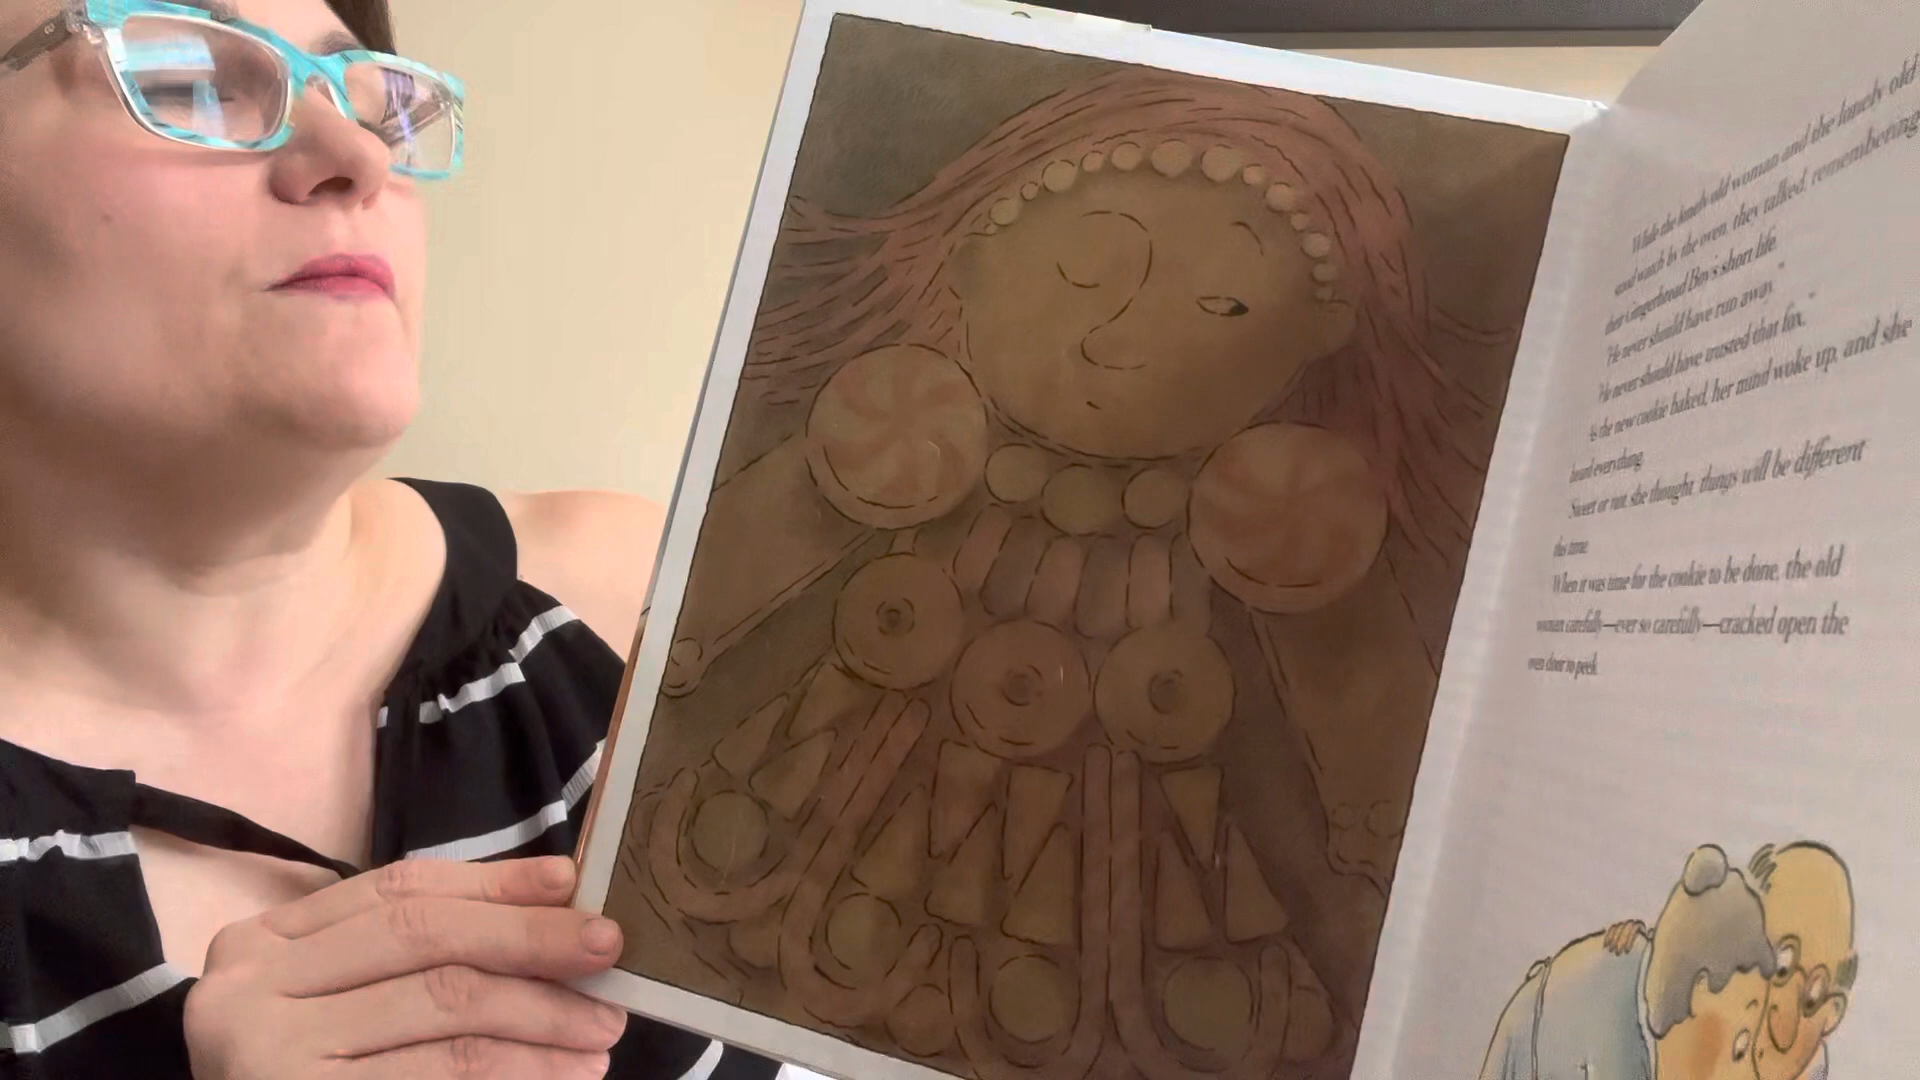 While the lonely old woman and the lonely old
stood watch by the oven, they talked, remembering
their Gingerbread Boy's short life.
"He never should have run away."
"He never should have trusted that fox."
As the new cookie baked, her mind woke up, and she
heard everything.
Sweet or not, she thought, things will be different
this time.
When it was time for the cookie to be done, the old
woman carefully—ever so carefully—cracked open the
oven door to peek.